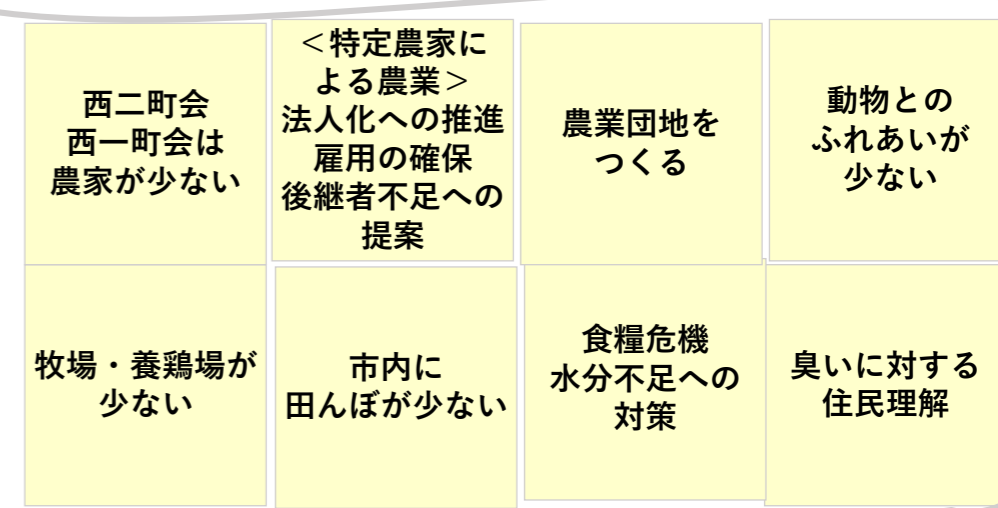 西二町会
西一町会は
農家が少ない
＜特定農家に
よる農業＞
法人化への推進
雇用の確保
後継者不足への
提案
農業団地を
つくる
動物との
ふれあいが
少ない
牧場・養鶏場が
少ない
市内に
田んぼが少ない
食糧危機
水分不足への
対策
臭いに対する
住民理解